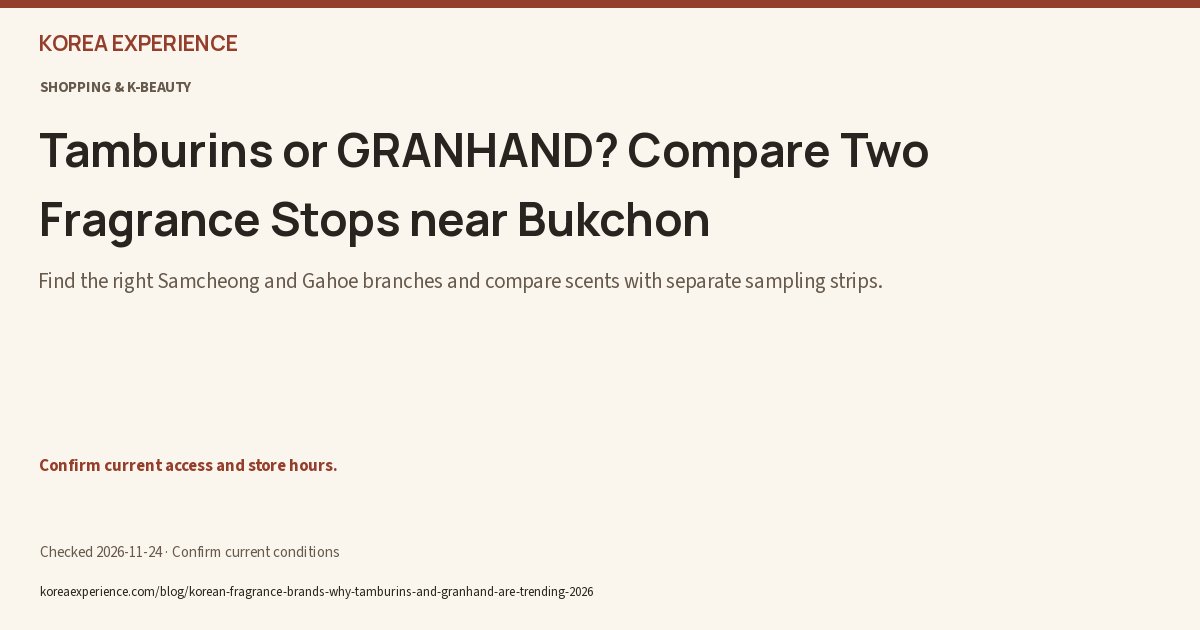 KOREA EXPERIENCE
SHOPPING & K-BEAUTY
Tamburins or GRANHAND? Compare Two
Fragrance Stops near Bukchon
Find the right Samcheong and Gahoe branches and compare scents with separate sampling strips.
Confirm current access and store hours.
Checked 2026-11-24 · Confirm current conditions
koreaexperience.com/blog/korean-fragrance-brands-why-tamburins-and-granhand-are-trending-2026